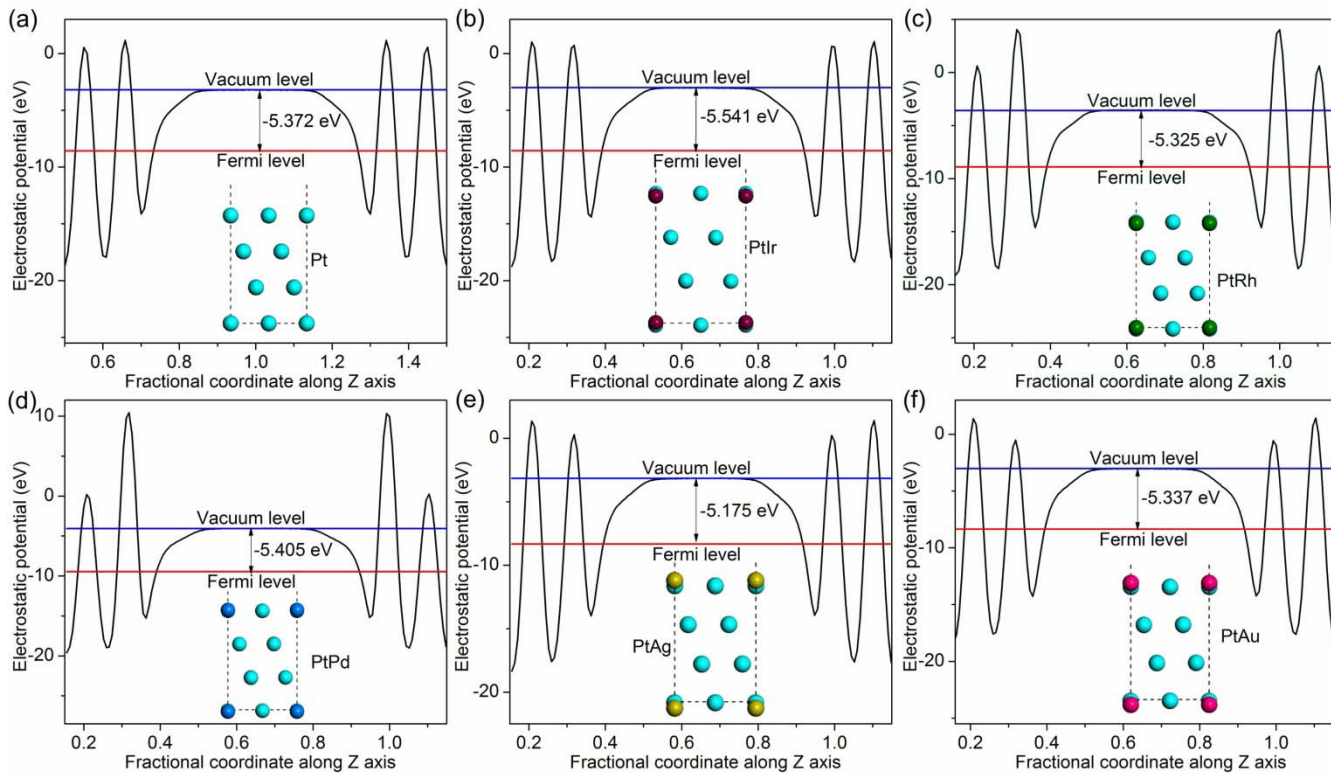 (a)
Electrostatic potential (eV)
0
-10
-20
Vacuum level
-5.372 eV
Fermi level
Pt
0.6 0.8 1.0 1.2 1.4
Fractional coordinate along Z axis
(b)
Electrostatic potential (eV)
0
-10
-20
Vacuum level
-5.541 eV
Fermi level
PtIr
0.2 0.4 0.6 0.8 1.0
Fractional coordinate along Z axis
(c)
Electrostatic potential (eV)
0
-10
-20
Vacuum level
-5.325 eV
Fermi level
PtRh
0.2 0.4 0.6 0.8 1.0
Fractional coordinate along Z axis
(d)
Electrostatic potential (eV)
10
0
-10
-20
Vacuum level
-5.405 eV
Fermi level
PtPd
0.2 0.4 0.6 0.8 1.0
Fractional coordinate along Z axis
(e)
Electrostatic potential (eV)
0
-10
-20
Vacuum level
-5.175 eV
Fermi level
PtAg
0.2 0.4 0.6 0.8 1.0
Fractional coordinate along Z axis
(f)
Electrostatic potential (eV)
0
-10
-20
Vacuum level
-5.337 eV
Fermi level
PtAu
0.2 0.4 0.6 0.8 1.0
Fractional coordinate along Z axis